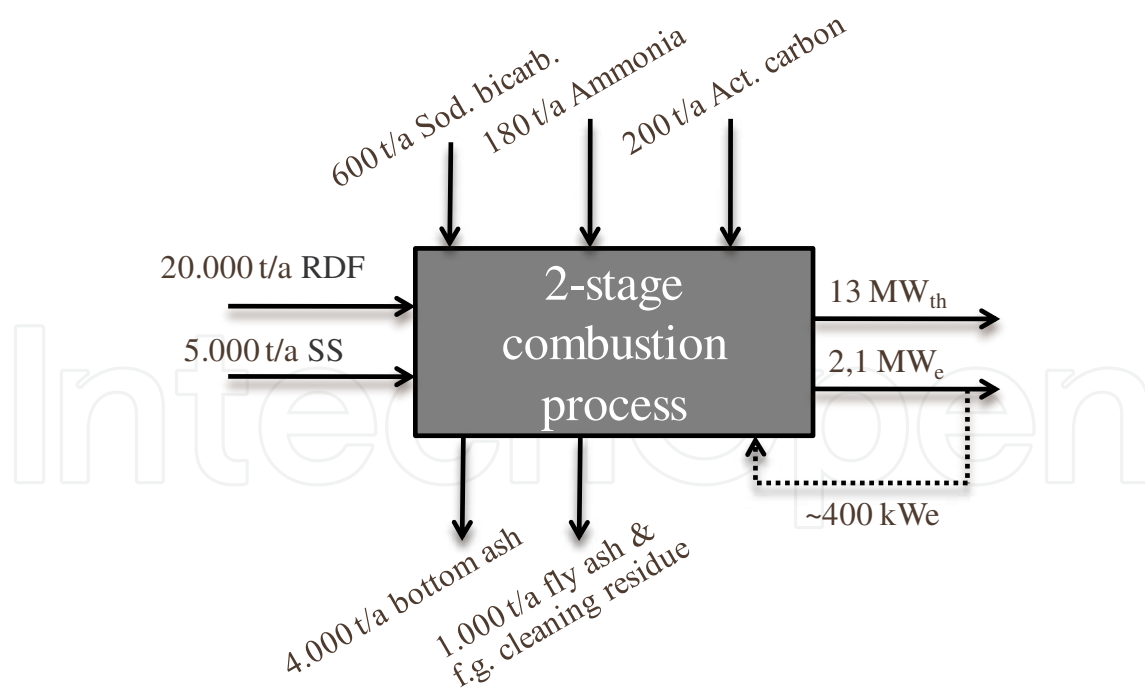 600 t/a Sod. bicarb.
180 t/a Ammonia
200 t/a Act. carbon
20.000 t/a RDF
5.000 t/a SS
2-stage
combustion
process
13 MWth
2,1 MWe
~400 kWe
4.000 t/a bottom ash
1.000 t/a fly ash &
f.g. cleaning residue
IntechOpen